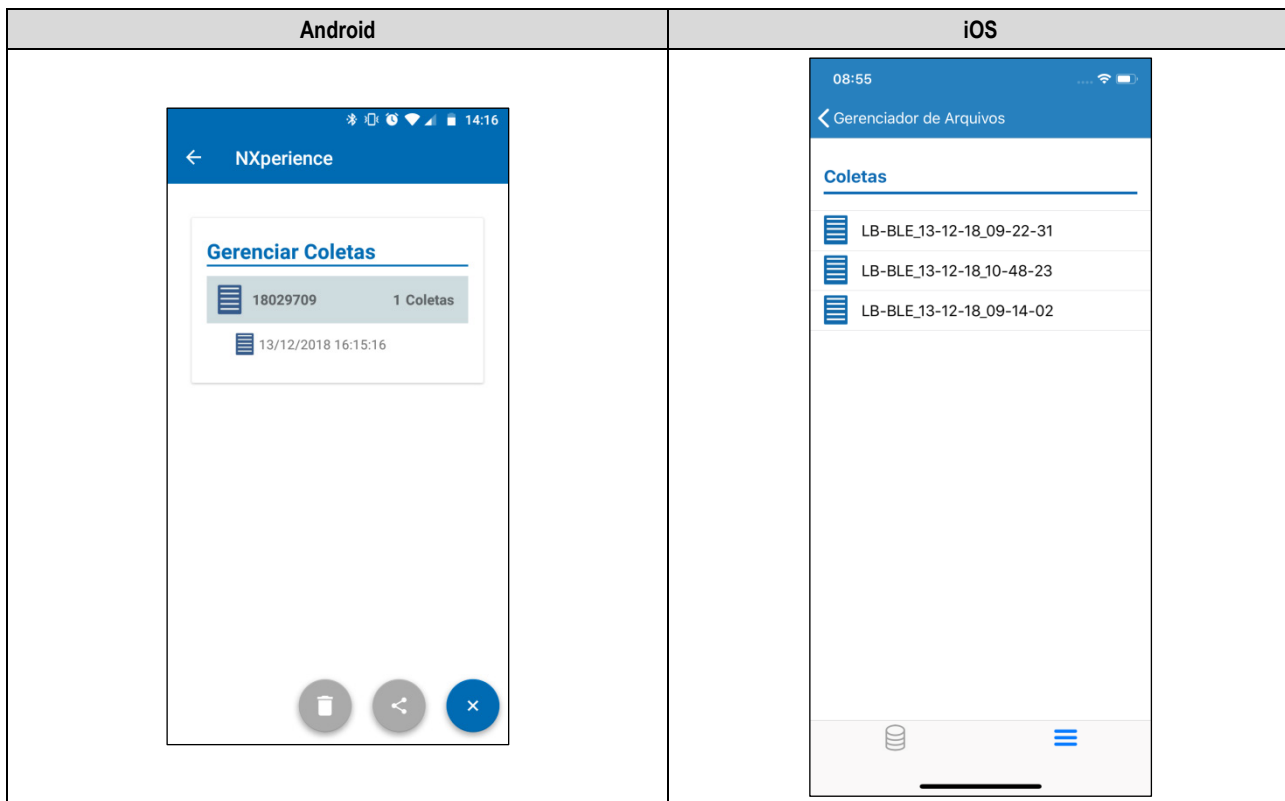 Android
iOS
14:16
NXperience
Gerenciar Coletas
18029709 1 Coletas
13/12/2018 16:15:16
08:55
Gerenciador de Arquivos
Coletas
LB-BLE_13-12-18_09-22-31
LB-BLE_13-12-18_10-48-23
LB-BLE_13-12-18_09-14-02